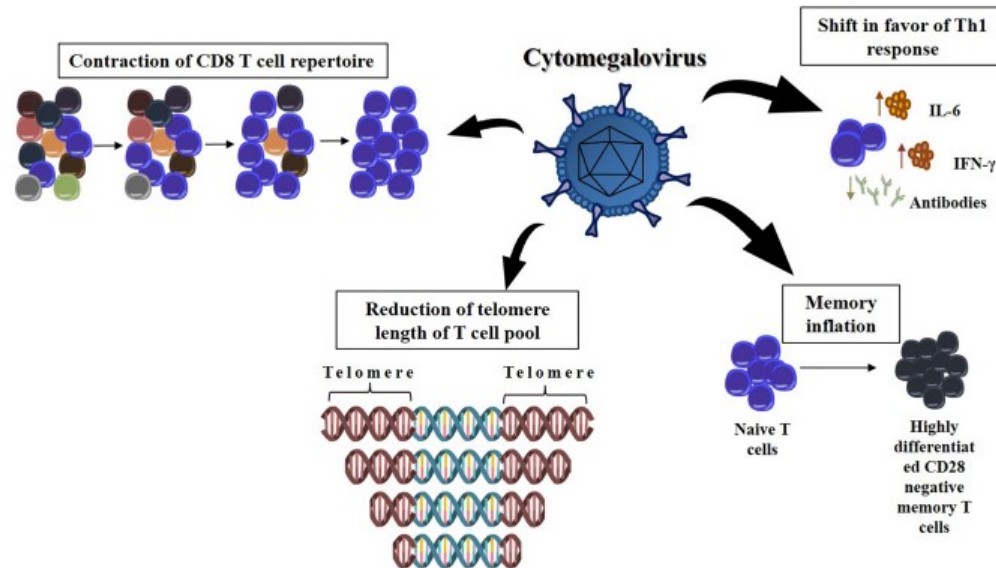 Contraction of CD8 T cell repertoire
Cytomegalovirus
Shift in favor of Th1
response
IL-6
IFN-γ
Antibodies
Reduction of telomere
length of T cell pool
Telomere
Telomere
Memory
inflation
Naive T
cells
Highly
differentiat
ed CD28
negative
memory T
cells